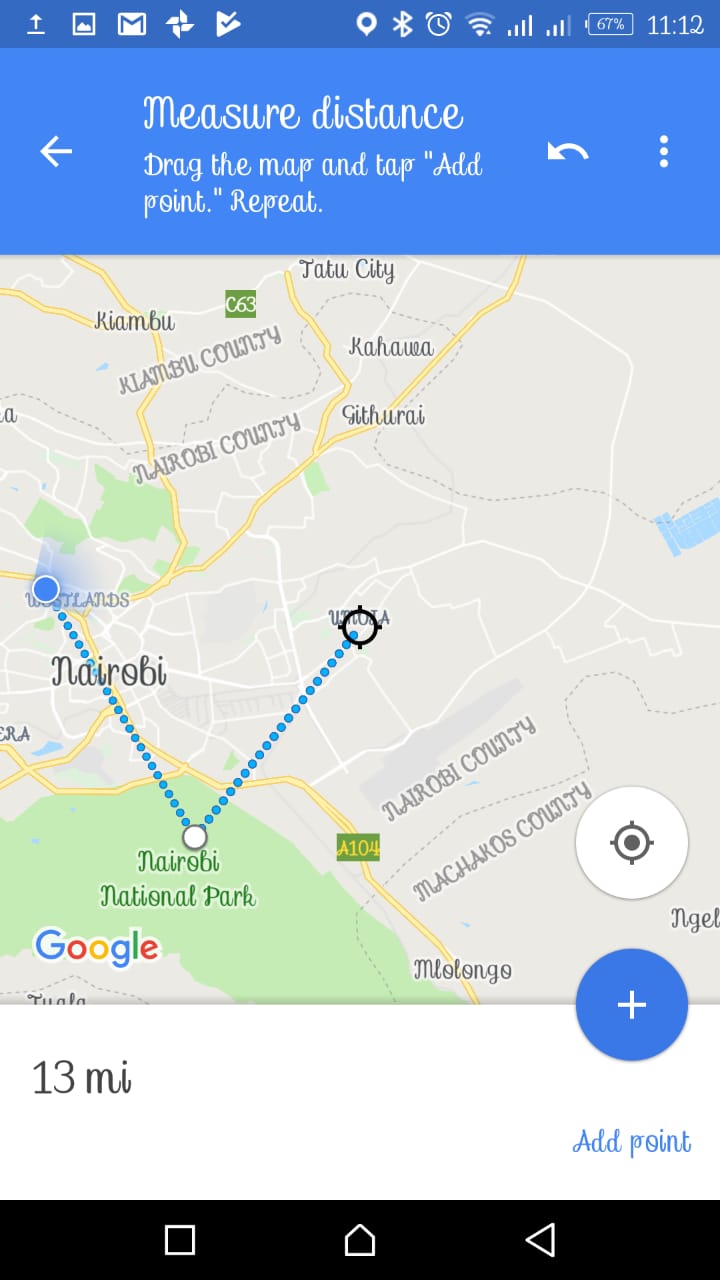 67% 11:12
Measure distance
Drag the map and tap "Add
point." Repeat.
Tatu City
C63
Kiambu
KIAMBU COUNTY
Kahawa
a
Githurai
NAIROBI COUNTY
WESTLANDS
UMOJA
Nairobi
ERA
NAIROBI COUNTY
MACHAKOS COUNTY
A104
Nairobi
National Park
Ngel
Google
Mlolongo
Tuala
13 mi
Add point